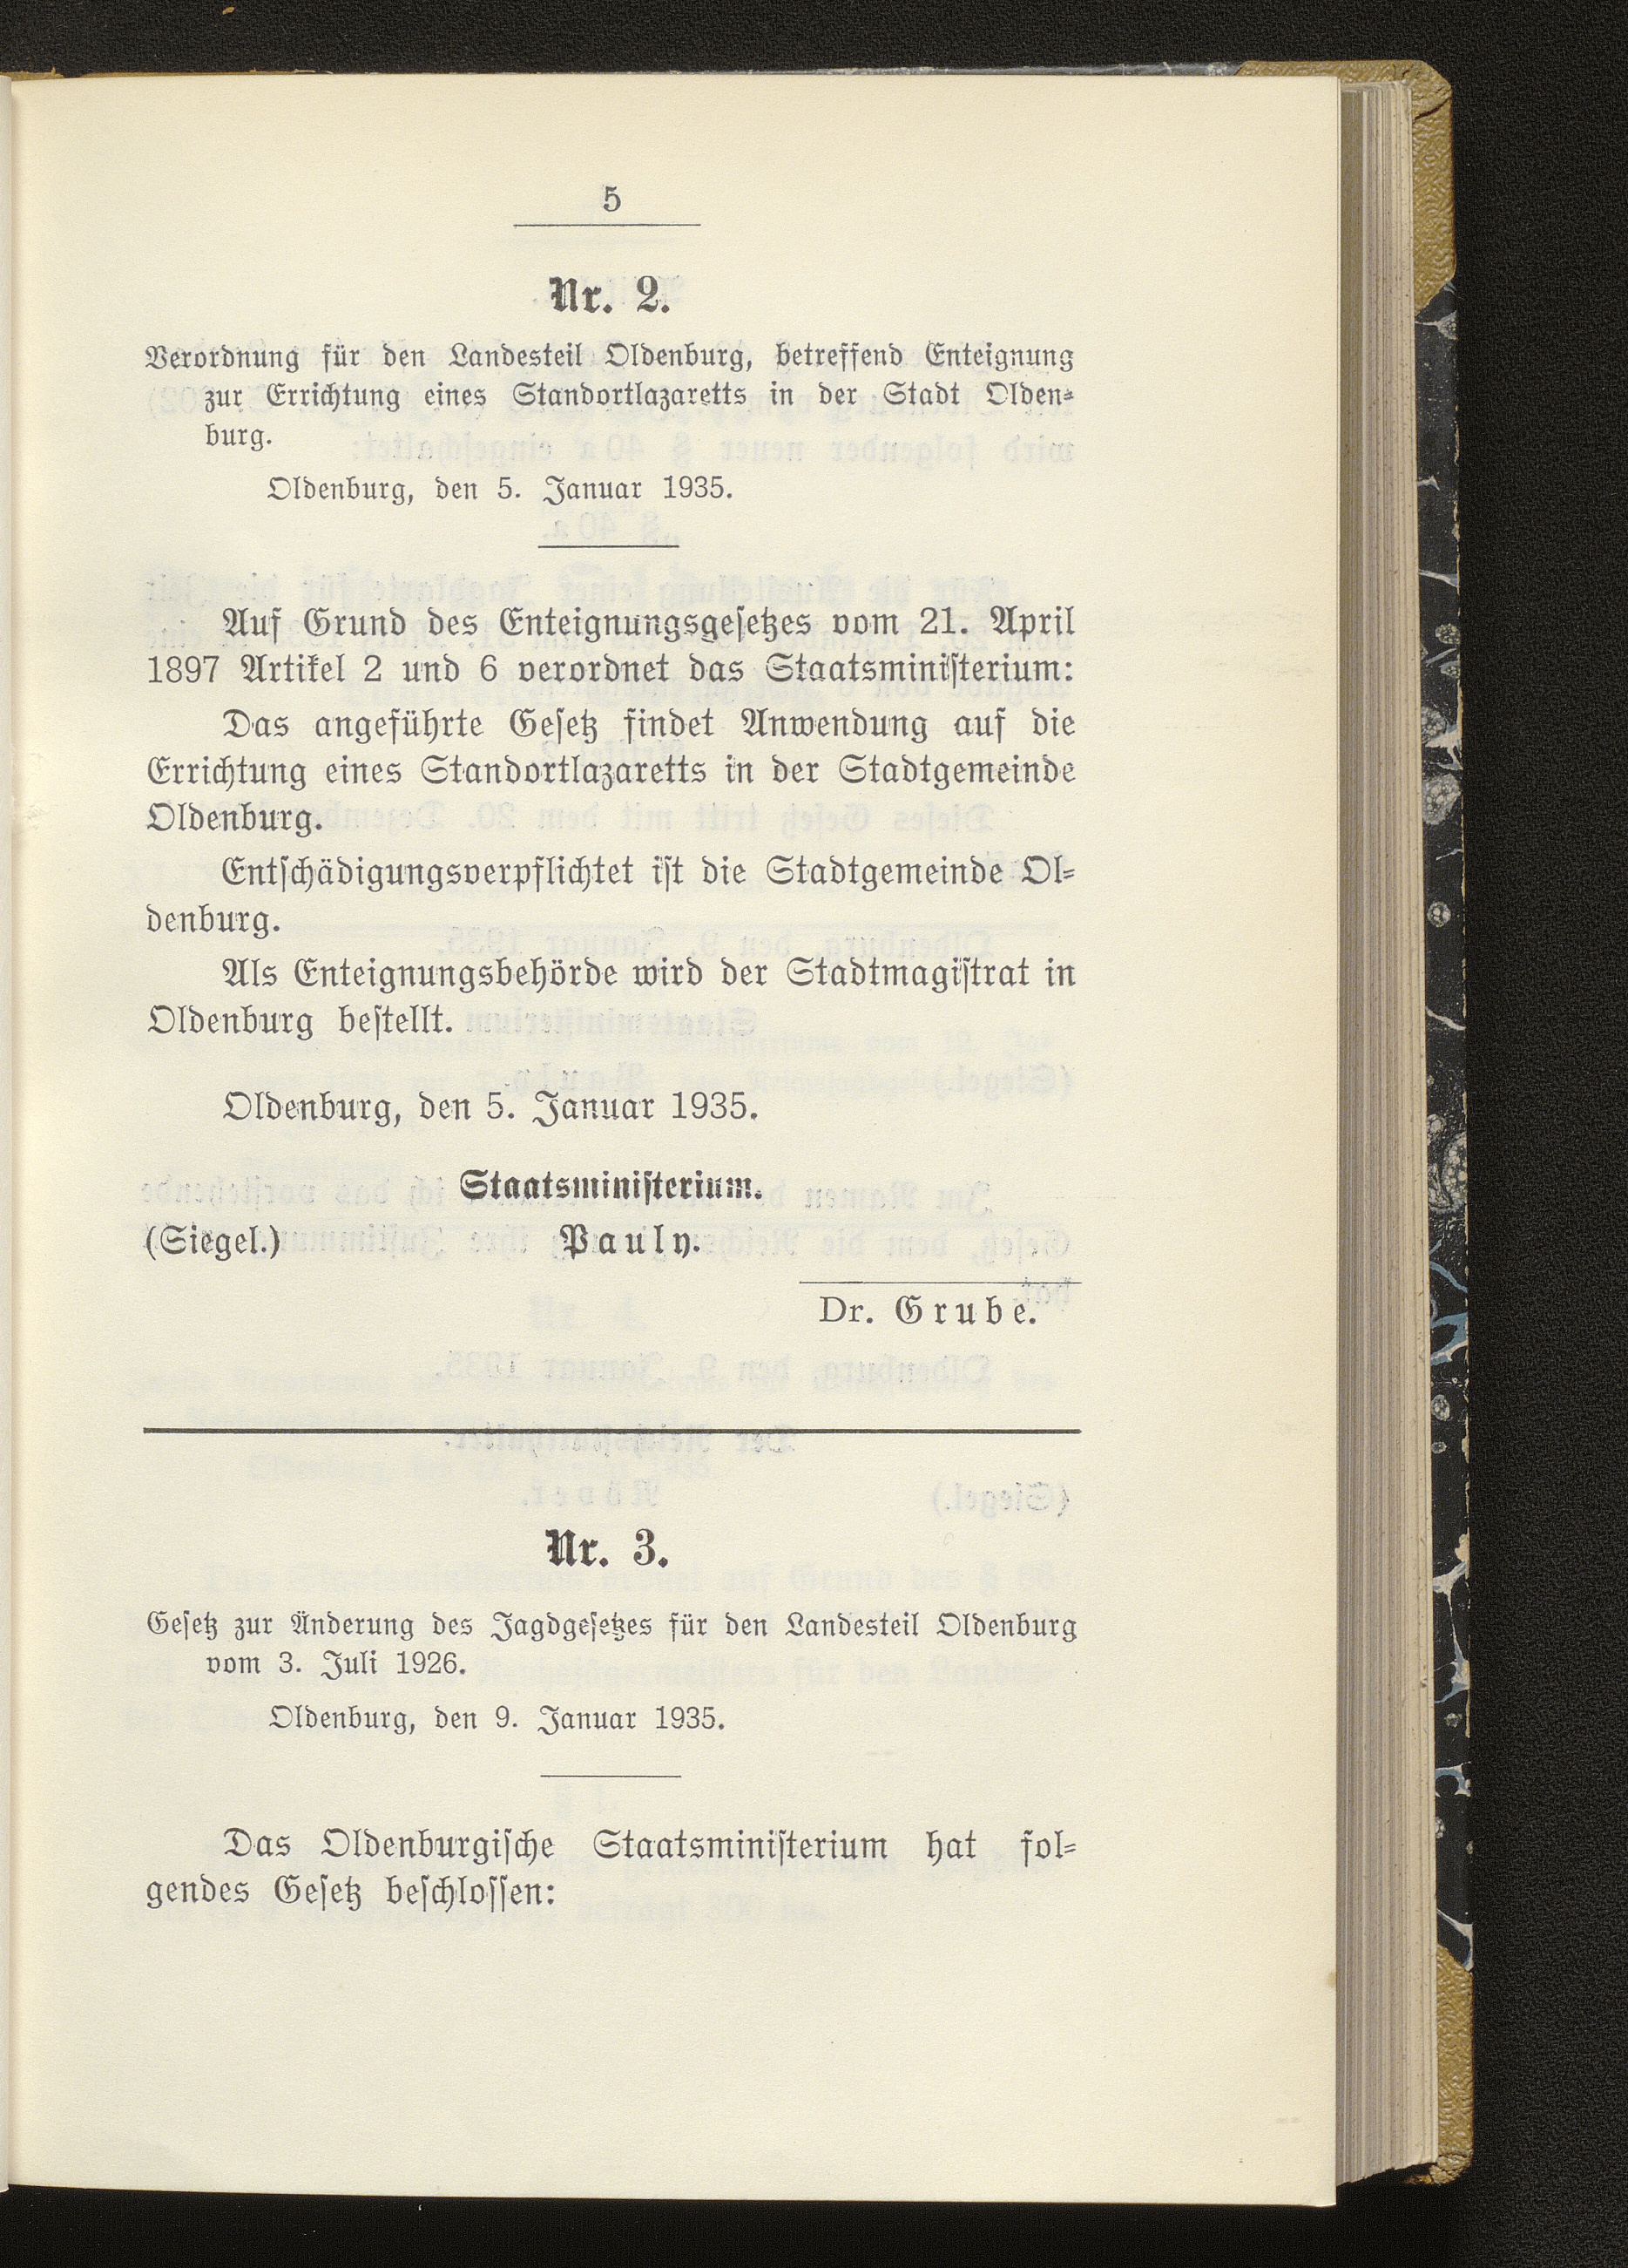 5
Nr. 2.
Verordnung für den Landesteil Oldenburg, betreffend Enteignung
zur Errichtung eines Standortlazaretts in der Stadt Olden-
burg.
Oldenburg, den 5. Januar 1935.
Auf Grund des Enteignungsgesetzes vom 21. April
1897 Artikel 2 und 6 verordnet das Staatsministerium:
Das angeführte Gesetz findet Anwendung auf die
Errichtung eines Standortlazaretts in der Stadtgemeinde
Oldenburg.
Entschädigungsverpflichtet ist die Stadtgemeinde Ol-
denburg.
Als Enteignungsbehörde wird der Stadtmagistrat in
Oldenburg bestellt.
Oldenburg, den 5. Januar 1935.
Staatsministerium.
(Siegel.) Pauly.
Dr. Grube.
Nr. 3.
Gesetz zur Änderung des Jagdgesetzes für den Landesteil Oldenburg
vom 3. Juli 1926.
Oldenburg, den 9. Januar 1935.
Das Oldenburgische Staatsministerium hat fol-
gendes Gesetz beschlossen: